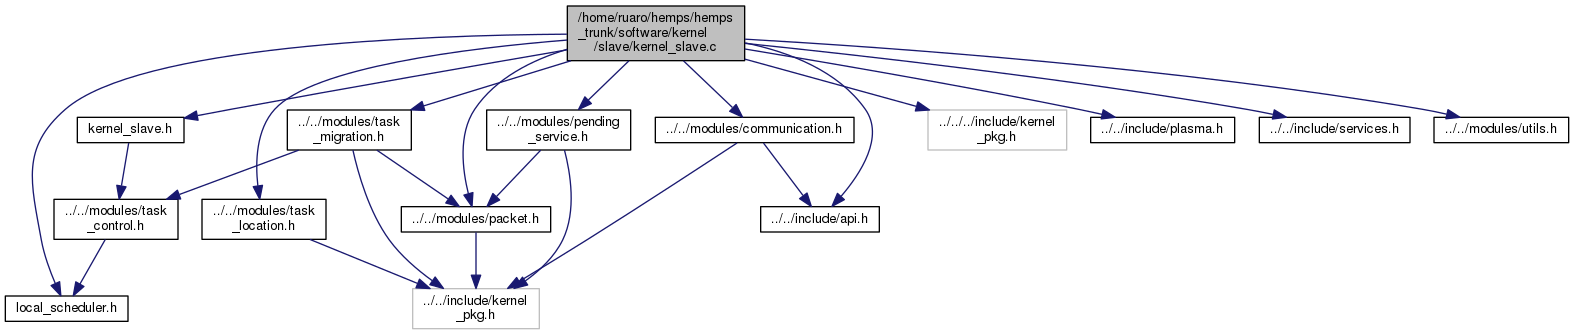 /home/ruaro/hemps/hemps
_trunk/software/kernel
/slave/kernel_slave.c
kernel_slave.h
../../modules/task
_migration.h
../../modules/pending
_service.h
../../modules/communication.h
../../../include/kernel
_pkg.h
../../include/plasma.h
../../include/services.h
../../modules/utils.h
../../modules/task
_control.h
../../modules/task
_location.h
../../modules/packet.h
../../include/api.h
local_scheduler.h
../../include/kernel
_pkg.h